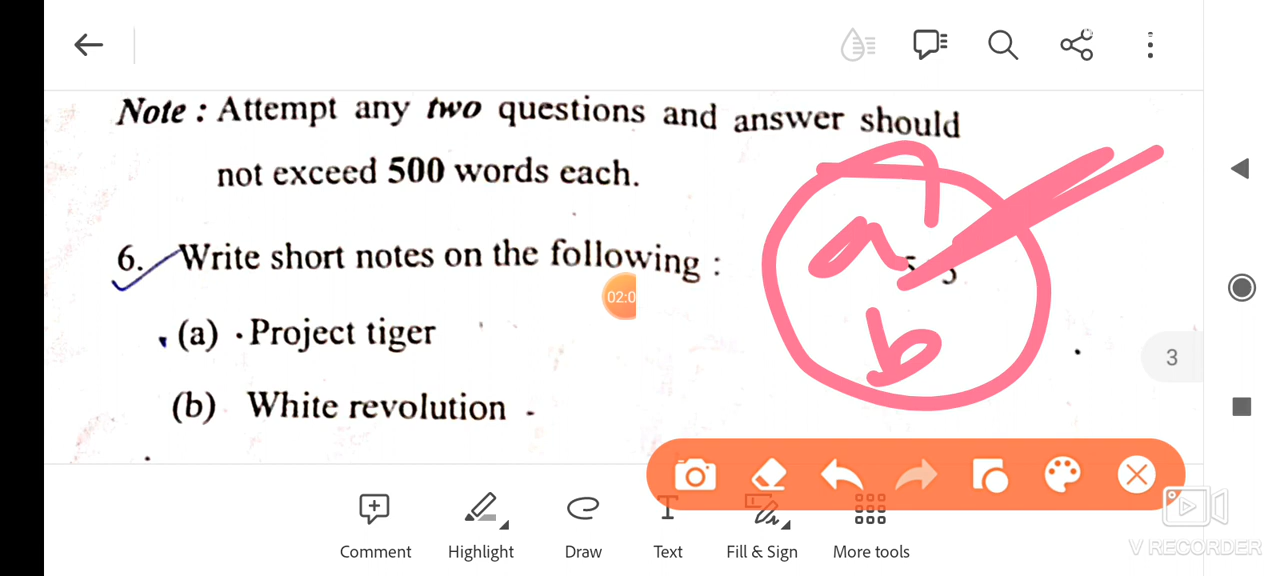 Note : Attempt any two questions and answer should
not exceed 500 words each.
6. Write short notes on the following :
(a) Project tiger
(b) White revolution
a
b
02:0
3
Comment Highlight Draw Text Fill & Sign More tools
V RECORDER